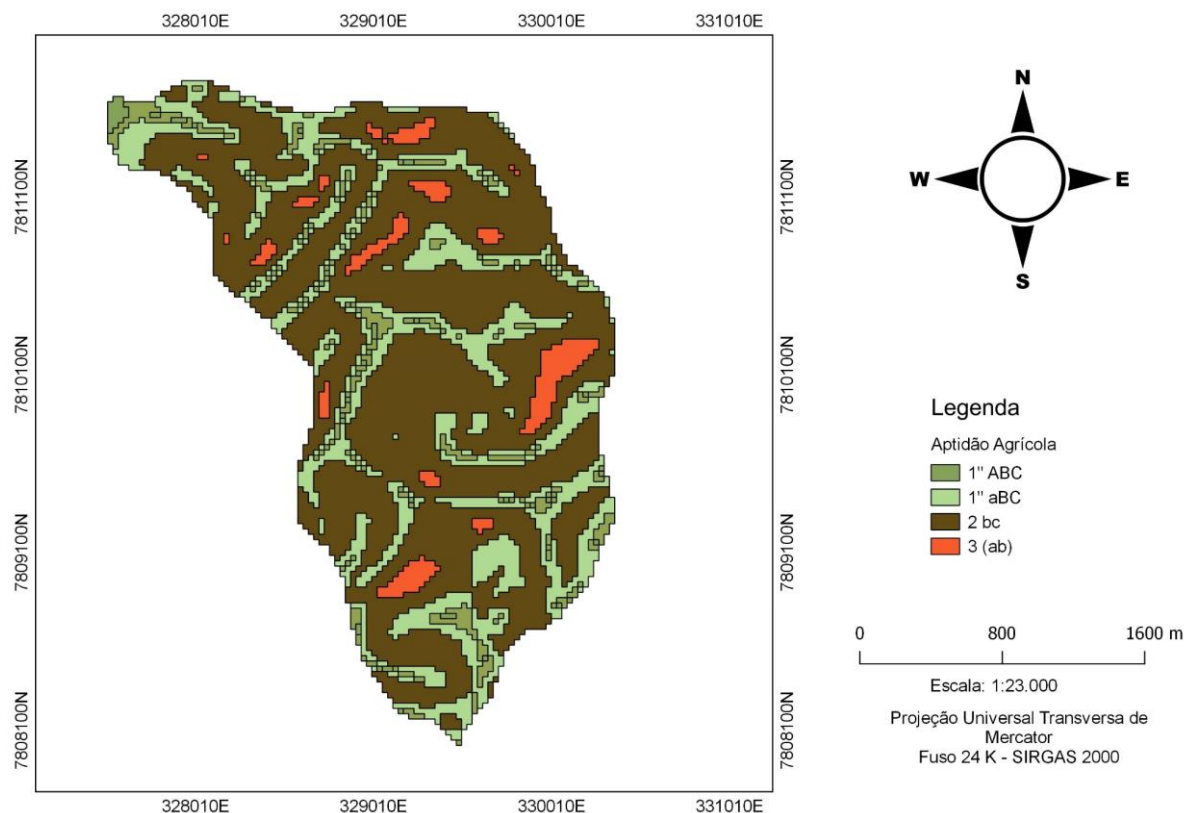 328010E 329010E 330010E 331010E
7811100N
7810100N
7809100N
7808100N
7811100N
7810100N
7809100N
7808100N
328010E 329010E 330010E 331010E
N
W E
S
Legenda
Aptidão Agrícola
1" ABC
1" aBC
2 bc
3 (ab)
0 800 1600 m
Escala: 1:23.000
Projeção Universal Transversa de
Mercator
Fuso 24 K - SIRGAS 2000